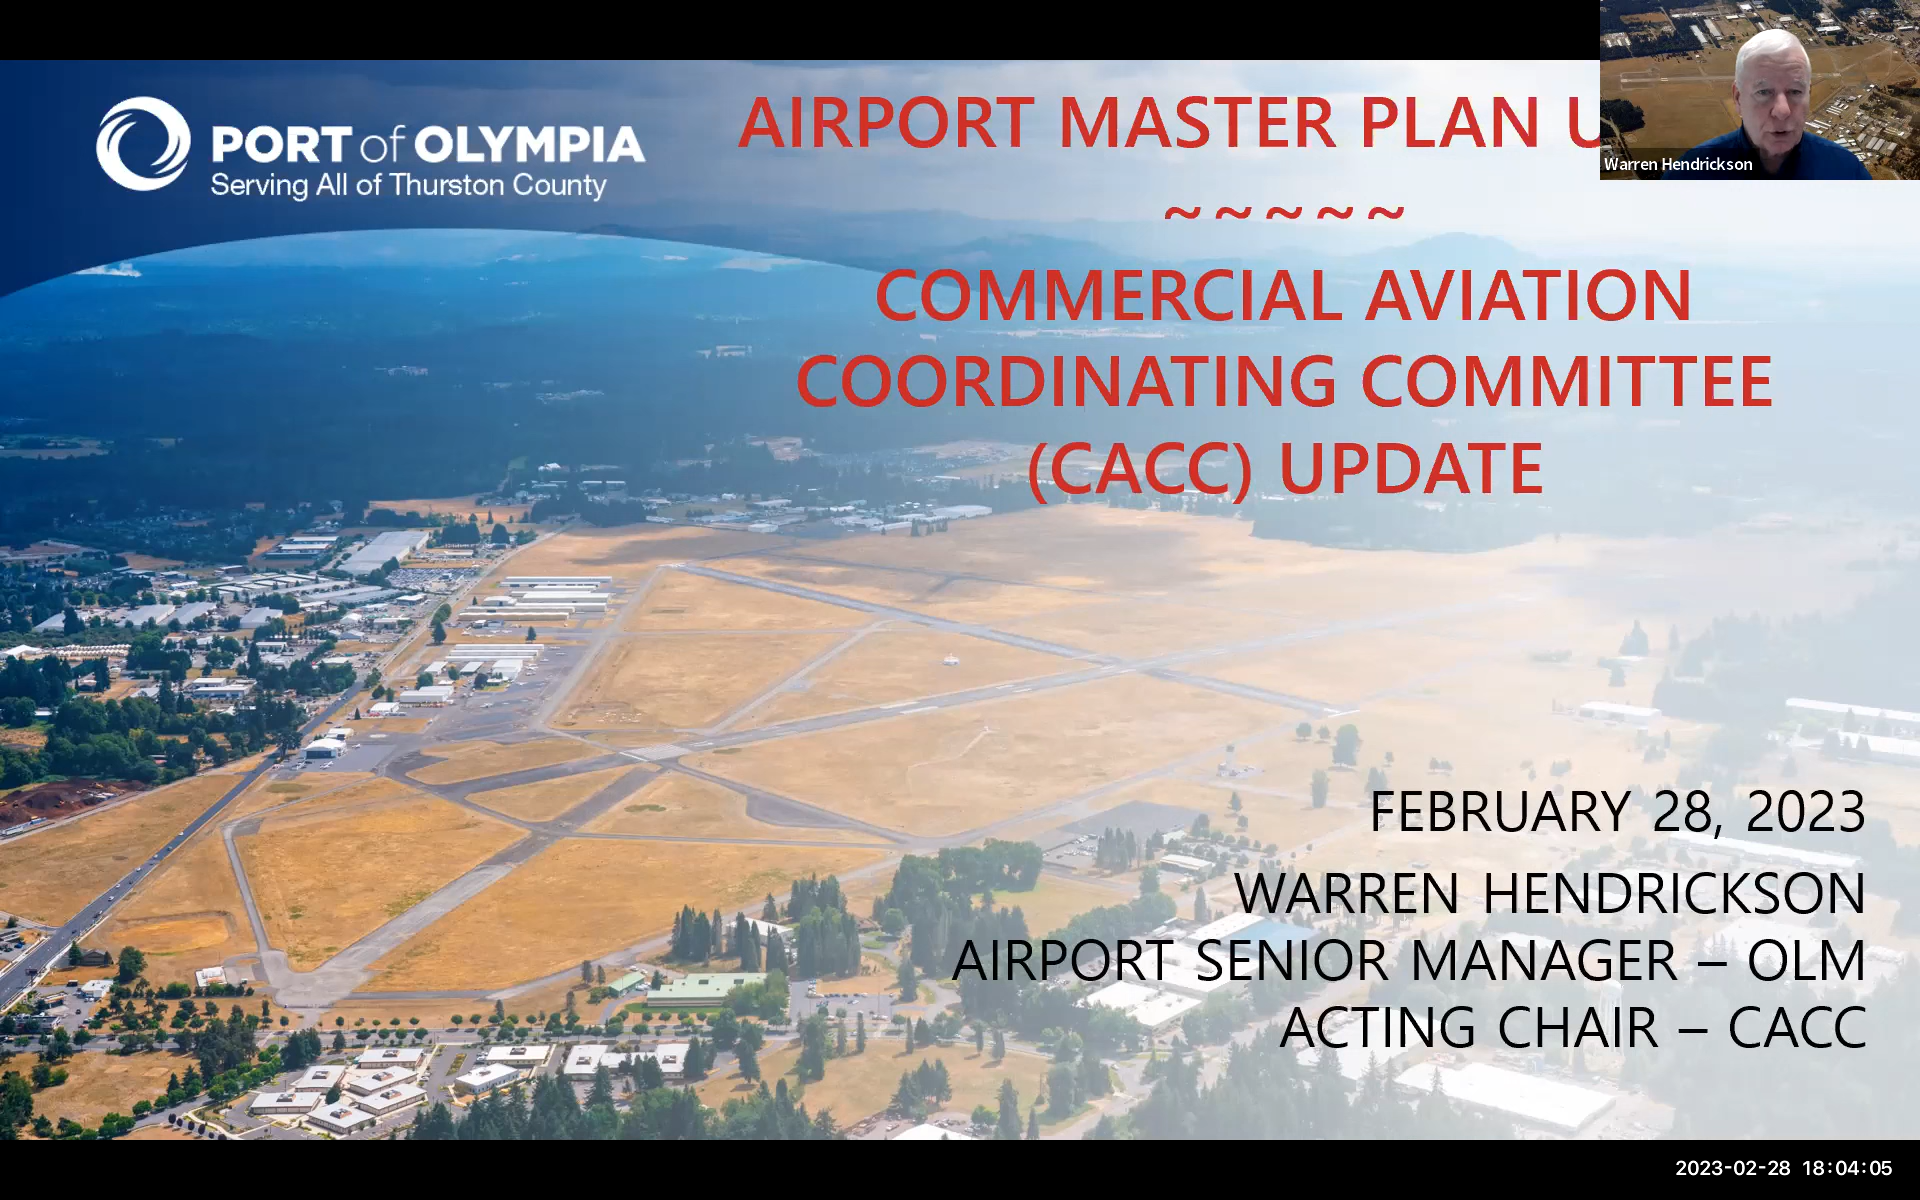 PORT of OLYMPIA
Serving All of Thurston County
AIRPORT MASTER PLAN U
~ ~ ~ ~ ~
COMMERCIAL AVIATION
COORDINATING COMMITTEE
(CACC) UPDATE
Warren Hendrickson
FEBRUARY 28, 2023
WARREN HENDRICKSON
AIRPORT SENIOR MANAGER – OLM
ACTING CHAIR – CACC
2023-02-28 18:04:05